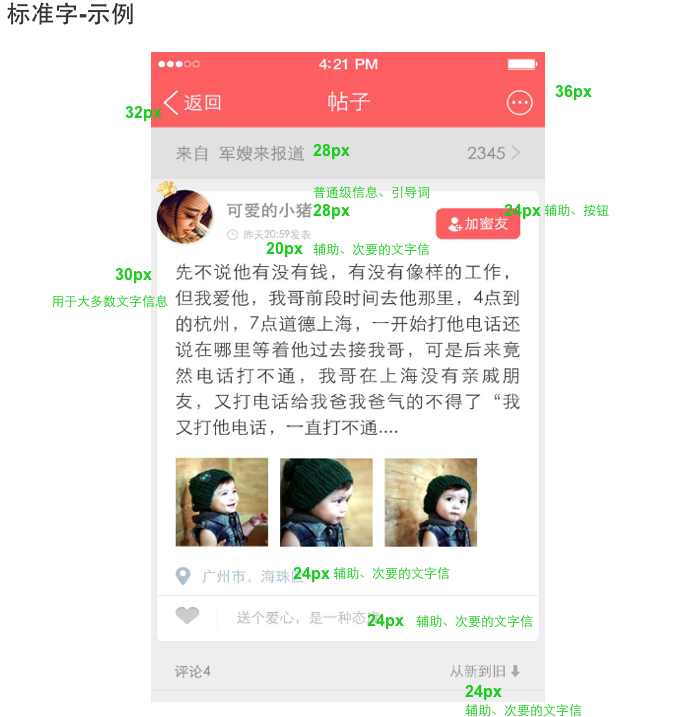 标准字-示例
4:21 PM
36px
32px
返回
帖子
来自 军嫂来报道
28px
2345
普通级信息、引导词
可爱的小猪
28px
24px
辅助、按钮
加蜜友
昨天20:59发表
20px
辅助、次要的文字信
30px
用于大多数文字信息
先不说他有没有钱，有没有像样的工作，
但我爱他，我哥前段时间去他那里，4点到
的杭州，7点道德上海，一开始打他电话还
说在哪里等着他过去接我哥，可是后来竟
然电话打不通，我哥在上海没有亲戚朋
友，又打电话给我爸我爸气的不得了“我
又打他电话，一直打不通....
广州市，海珠区
24px
辅助、次要的文字信
送个爱心，是一种态度
24px
辅助、次要的文字信
评论4
从新到旧
24px
辅助、次要的文字信